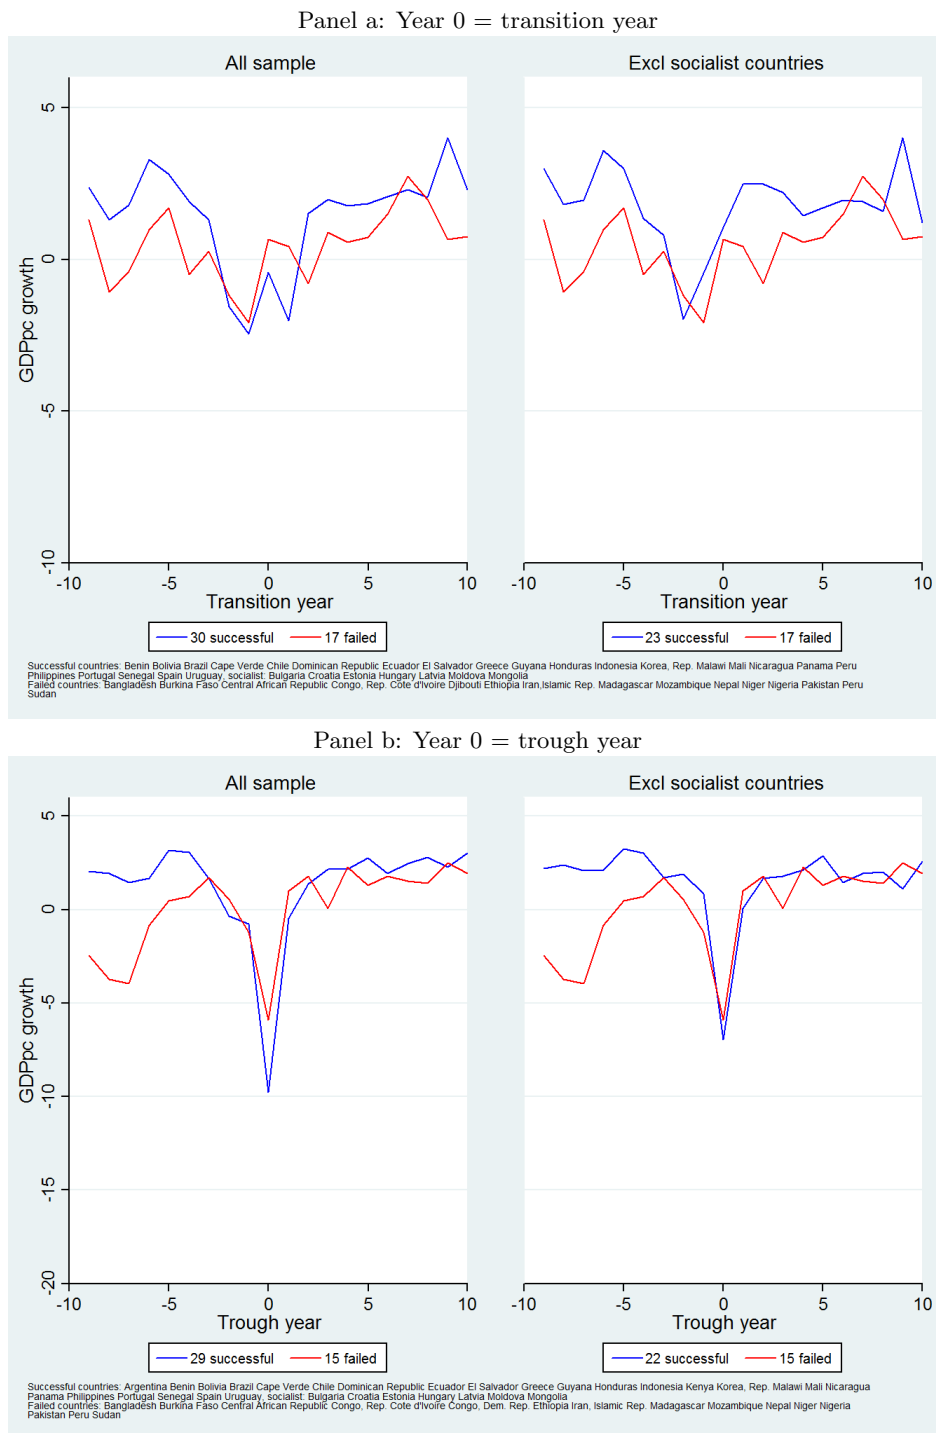 Panel a: Year 0 = transition year
All sample
Excl socialist countries
GDPpc growth
5
0
-5
-10
-10 -5 0 5 10
-10 -5 0 5 10
Transition year
Transition year
30 successful 17 failed
23 successful 17 failed
Successful countries: Benin Bolivia Brazil Cape Verde Chile Dominican Republic Ecuador El Salvador Greece Guyana Honduras Indonesia Korea, Rep. Malawi Mali Nicaragua Panama Peru
Philippines Portugal Senegal Spain Uruguay, socialist: Bulgaria Croatia Estonia Hungary Latvia Moldova Mongolia
Failed countries: Bangladesh Burkina Faso Central African Republic Congo, Rep. Cote d'Ivoire Djibouti Ethiopia Iran,Islamic Rep. Madagascar Mozambique Nepal Niger Nigeria Pakistan Peru
Sudan
Panel b: Year 0 = trough year
All sample
Excl socialist countries
GDPpc growth
5
0
-5
-10
-15
-20
-10 -5 0 5 10
-10 -5 0 5 10
Trough year
Trough year
29 successful 15 failed
22 successful 15 failed
Successful countries: Argentina Benin Bolivia Brazil Cape Verde Chile Dominican Republic Ecuador El Salvador Greece Guyana Honduras Indonesia Kenya Korea, Rep. Malawi Mali Nicaragua
Panama Philippines Portugal Senegal Spain Uruguay, socialist: Bulgaria Croatia Estonia Hungary Latvia Moldova Mongolia
Failed countries: Bangladesh Burkina Faso Central African Republic Congo, Rep. Cote d'Ivoire Congo, Dem. Rep. Ethiopia Iran, Islamic Rep. Madagascar Mozambique Nepal Niger Nigeria
Pakistan Peru Sudan